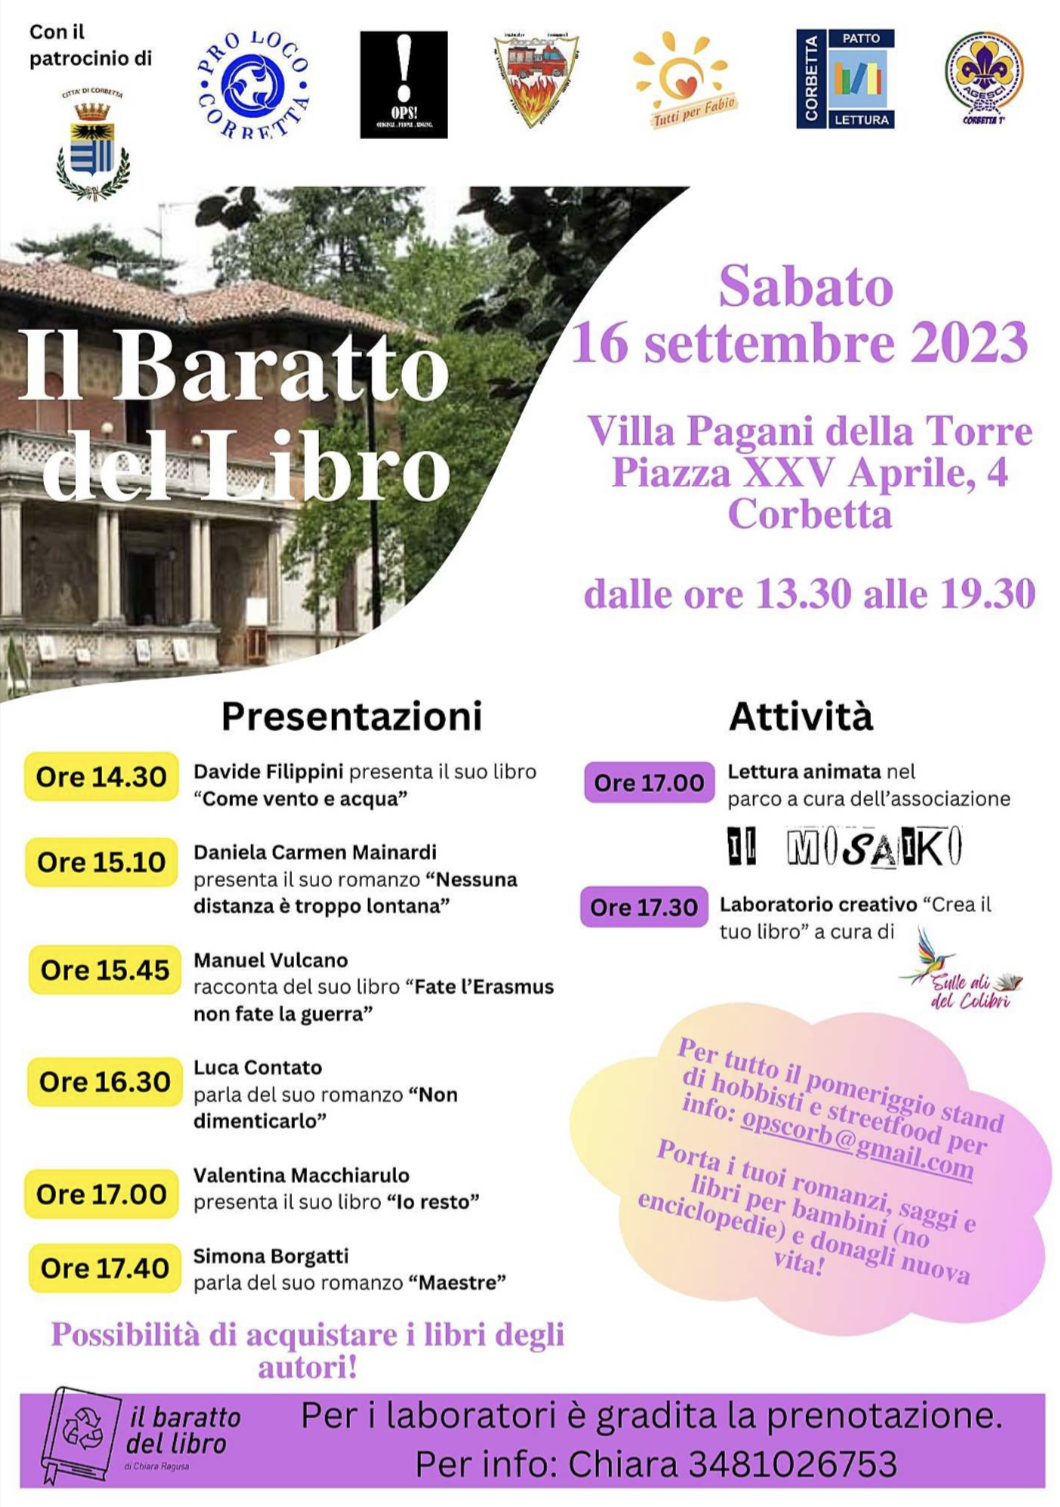 Con il
patrocinio di
CITTA' DI CORBETTA
PRO LOCO
CORBETTA
OPS!
Tutti per Fabio
CORBETTA
PATTO
LETTURA
AGESCI
CORBETTA 1°
Il Baratto
del Libro
Sabato
16 settembre 2023
Villa Pagani della Torre
Piazza XXV Aprile, 4
Corbetta
dalle ore 13.30 alle 19.30
Presentazioni
Ore 14.30
Davide Filippini presenta il suo libro
“Come vento e acqua”
Ore 15.10
Daniela Carmen Mainardi
presenta il suo romanzo “Nessuna
distanza è troppo lontana”
Ore 15.45
Manuel Vulcano
racconta del suo libro “Fate l’Erasmus
non fate la guerra”
Ore 16.30
Luca Contato
parla del suo romanzo “Non
dimenticarlo”
Ore 17.00
Valentina Macchiarulo
presenta il suo libro “Io resto”
Ore 17.40
Simona Borgatti
parla del suo romanzo “Maestre”
Possibilità di acquistare i libri degli
autori!
Attività
Ore 17.00
Lettura animata nel
parco a cura dell’associazione
IL MOSAIKO
Ore 17.30
Laboratorio creativo “Crea il
tuo libro” a cura di
Sulle ali
del Colibrì
Per tutto il pomeriggio stand
di hobbisti e streetfood per
info: opscorb@gmail.com
Porta i tuoi romanzi, saggi e
libri per bambini (no
enciclopedie) e donagli nuova
vita!
il baratto
del libro
di Chiara Ragusa
Per i laboratori è gradita la prenotazione.
Per info: Chiara 3481026753